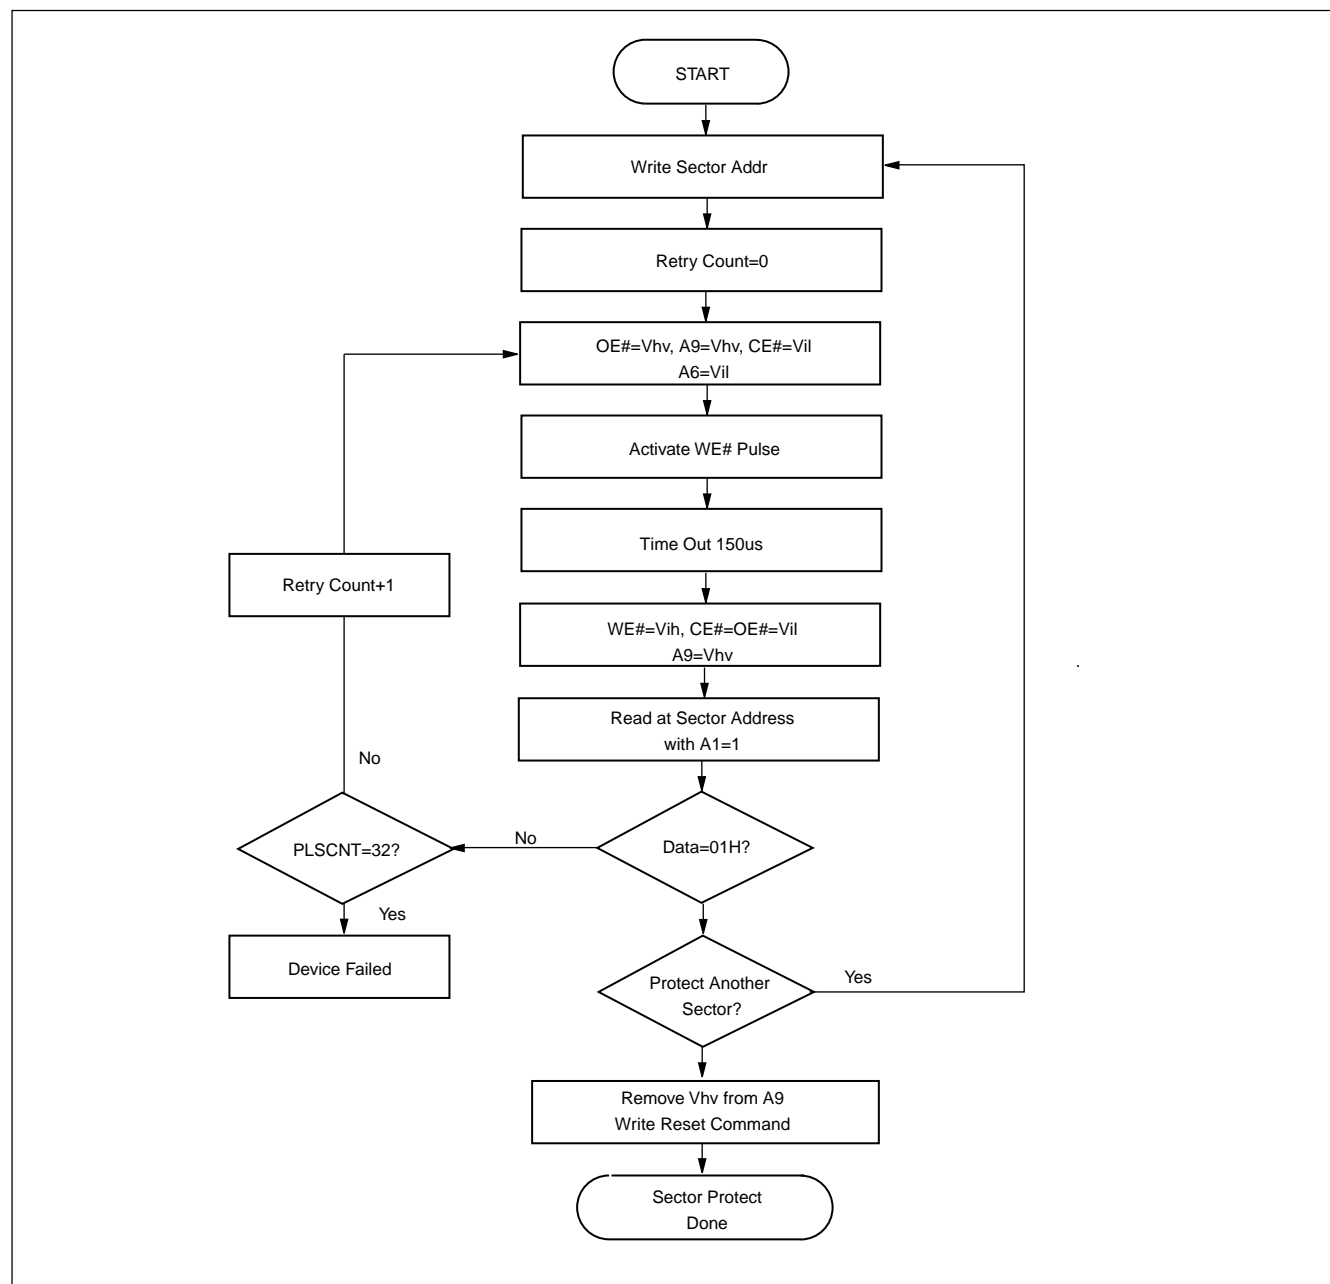 START
Write Sector Addr
Retry Count=0
OE#=Vhv, A9=Vhv, CE#=Vil
A6=Vil
Activate WE# Pulse
Time Out 150us
Retry Count+1
WE#=Vih, CE#=OE#=Vil
A9=Vhv
Read at Sector Address
with A1=1
No
No
PLSCNT=32?
Data=01H?
Yes
Device Failed
Protect Another
Sector?
Yes
Remove Vhv from A9
Write Reset Command
Sector Protect
Done